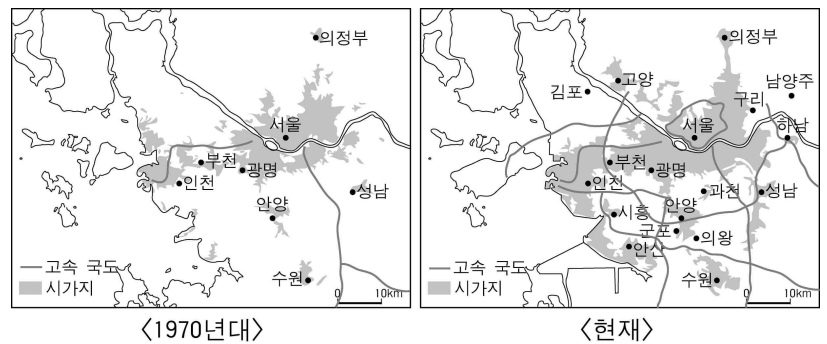 의정부
서울
부천
광명
인천
성남
안양
수원
고속 국도
시가지
0 10km
〈1970년대〉
의정부
고양
김포
남양주
구리
서울
하남
부천
광명
인천
과천
성남
시흥
안양
군포
의왕
안산
수원
고속 국도
시가지
0 10km
〈현재〉